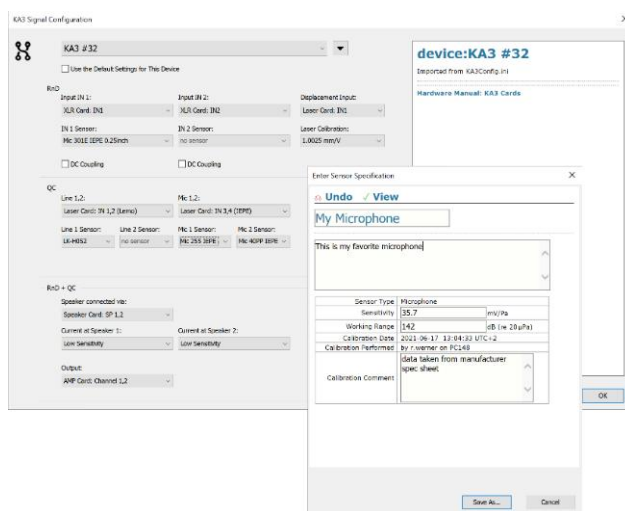 KA3 Signal Configuration
KA3 #32
Use the Default Settings for This Device
RnD
Input IN 1: Input IN 2: Displacement Input:
XLR Card: IN1 XLR Card: IN2 Laser Card: IN1
IN 1 Sensor: IN 2 Sensor: Laser Calibration:
Mic 301E IEPE 0.25inch no sensor 1.0025 mm/V
DC Coupling DC Coupling
QC
Line 1,2: Mic 1,2:
Laser Card: IN 1,2 (Lemo) Laser Card: IN 3,4 (IEPE)
Line 1 Sensor: Line 2 Sensor: Mic 1 Sensor: Mic 2 Sensor:
LK-H052 no sensor Mic 255 IEPE Mic 40PP IEPE
RnD + QC
Speaker connected via:
Speaker Card: SP 1,2
Current at Speaker 1: Current at Speaker 2:
Low Sensitivity Low Sensitivity
Output:
AMP Card: Channel 1,2
device:KA3 #32
Imported from KA3Config.ini
Hardware Manual: KA3 Cards
OK
Enter Sensor Specification
Undo View
My Microphone
This is my favorite microphone
Sensor Type Microphone
Sensitivity 35.7 mV/Pa
Working Range 142 dB (re 20µPa)
Calibration Date 2021-06-17 13:04:33 UTC+2
Calibration Performed by r.werner on PC148
Calibration Comment data taken from manufacturer
spec sheet
Save As... Cancel